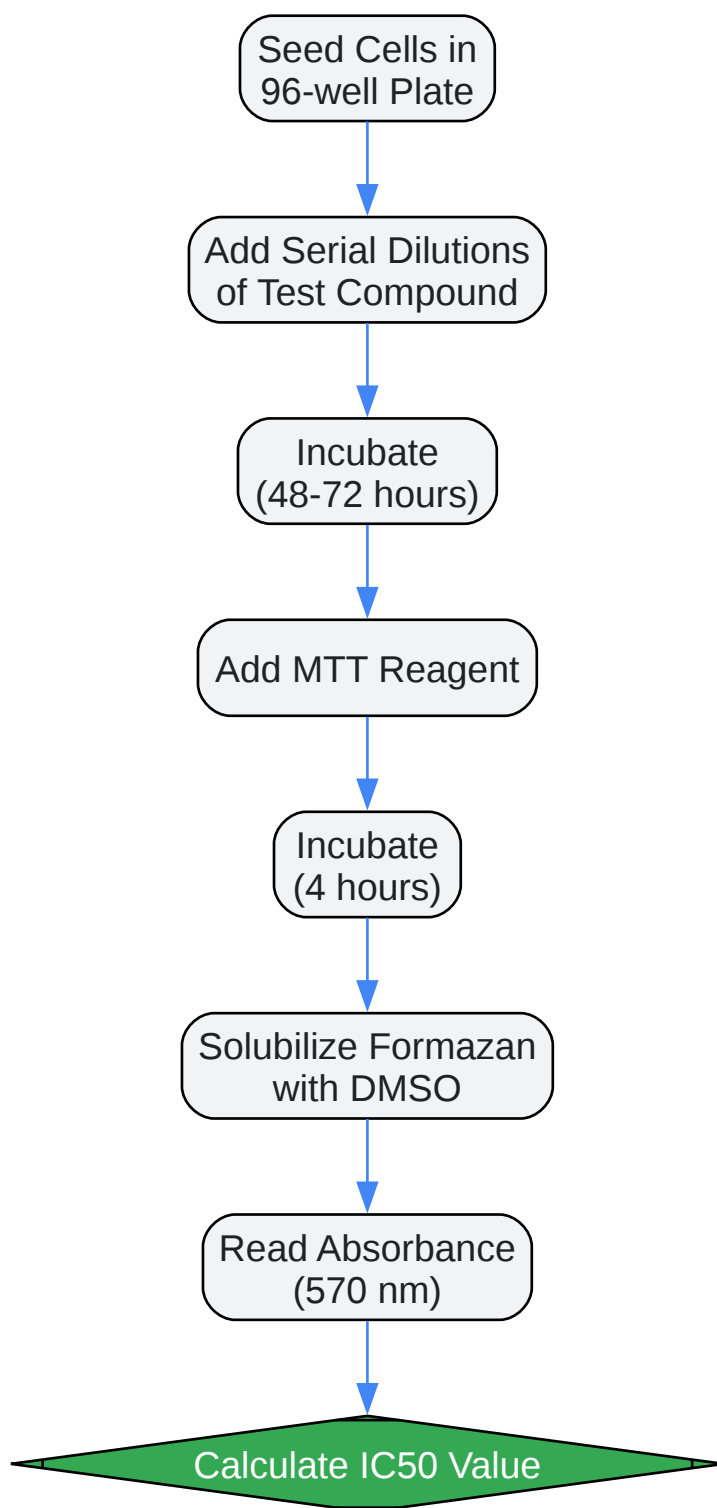 Seed Cells in
96-well Plate
Add Serial Dilutions
of Test Compound
Incubate
(48-72 hours)
Add MTT Reagent
Incubate
(4 hours)
Solubilize Formazan
with DMSO
Read Absorbance
(570 nm)
Calculate IC50 Value